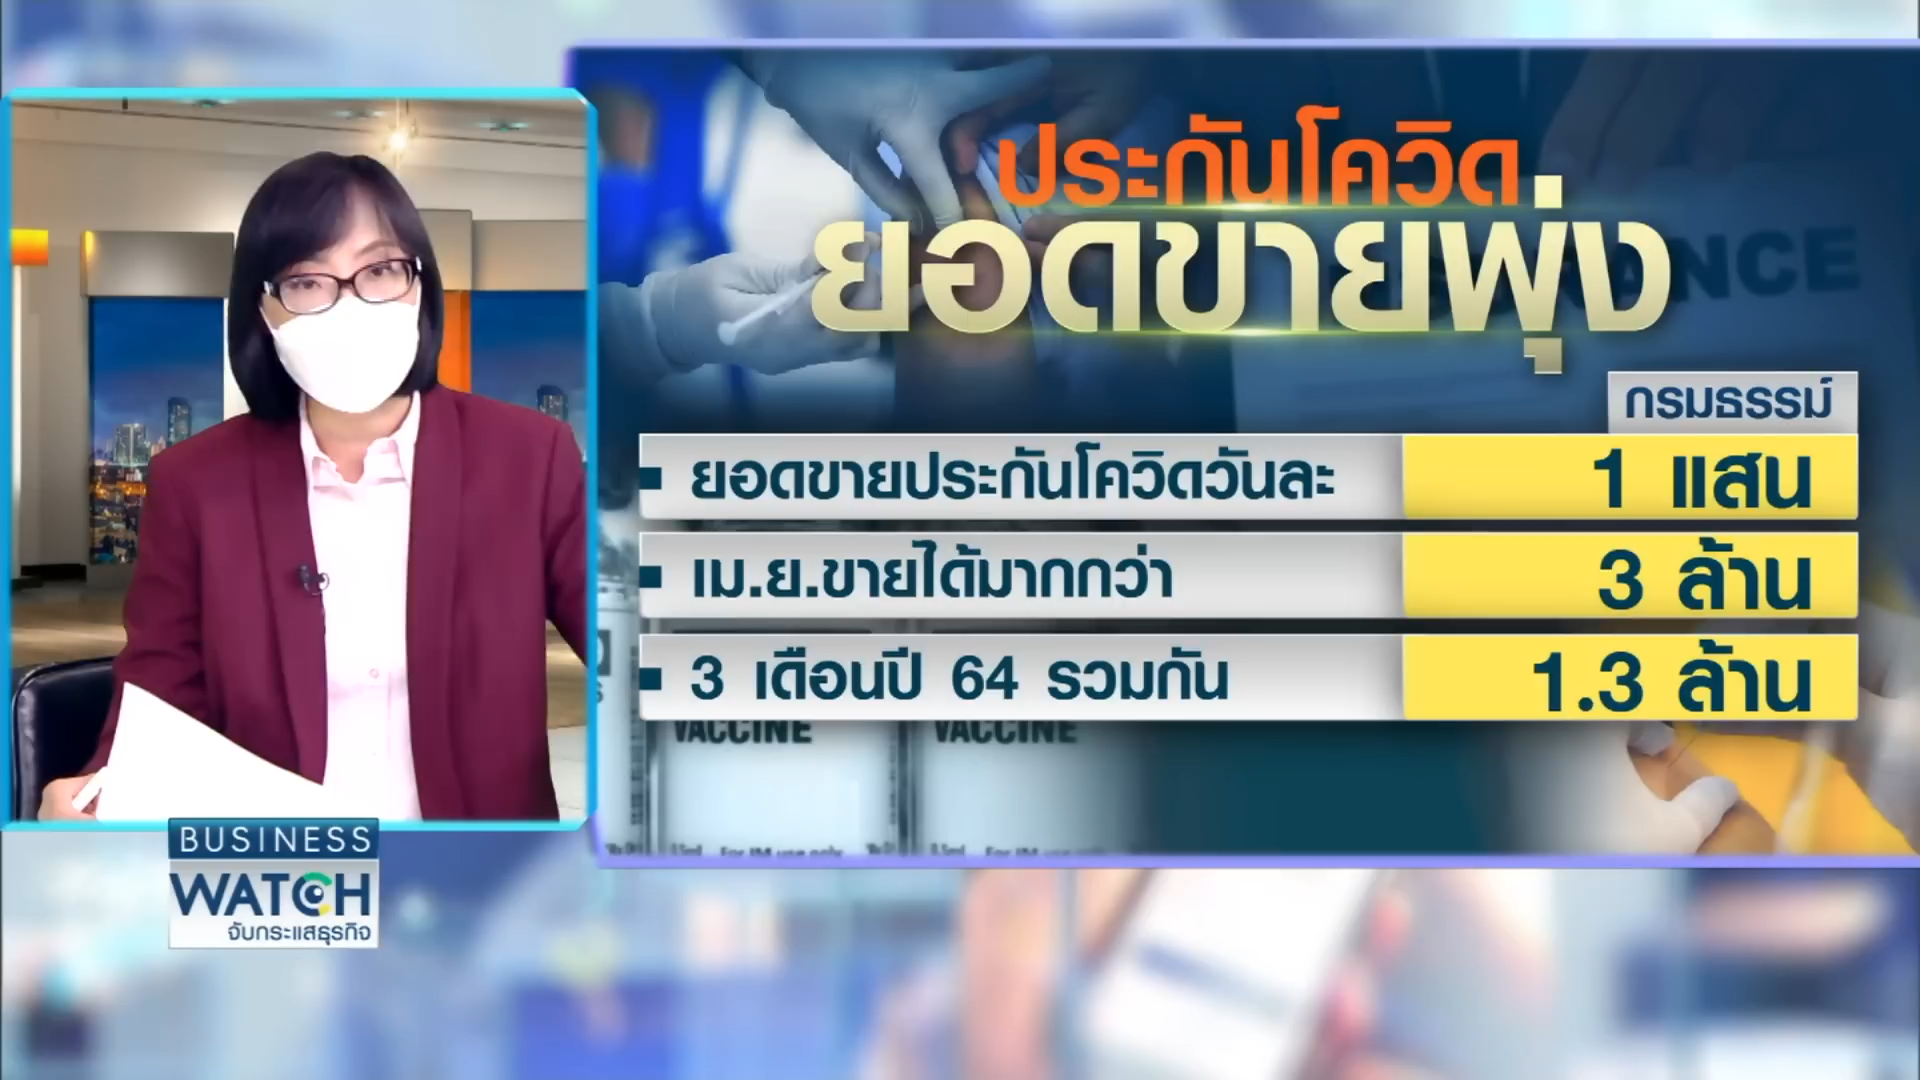 ประกันโควิด
ยอดขายพุ่ง
กรมธรรม์
ยอดขายประกันโควิดวันละ 1 แสน
เม.ย.ขายได้มากกว่า 3 ล้าน
3 เดือนปี 64 รวมกัน 1.3 ล้าน
VACCINE VACCINE
BUSINESS
WATCH
จับกระแสธุรกิจ